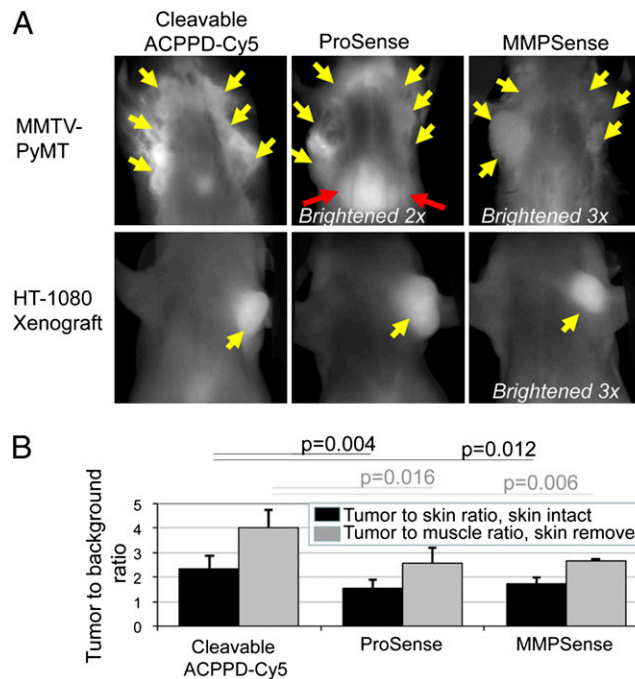 A
Cleavable
ACPPD-Cy5
ProSense
MMPSense
MMTV-
PyMT
Brightened 2x
Brightened 3x
HT-1080
Xenograft
Brightened 3x
B
p=0.004
p=0.012
p=0.016
p=0.006
Tumor to background
ratio
5
4
3
2
1
0
Tumor to skin ratio, skin intact
Tumor to muscle ratio, skin remove
Cleavable
ACPPD-Cy5
ProSense
MMPSense